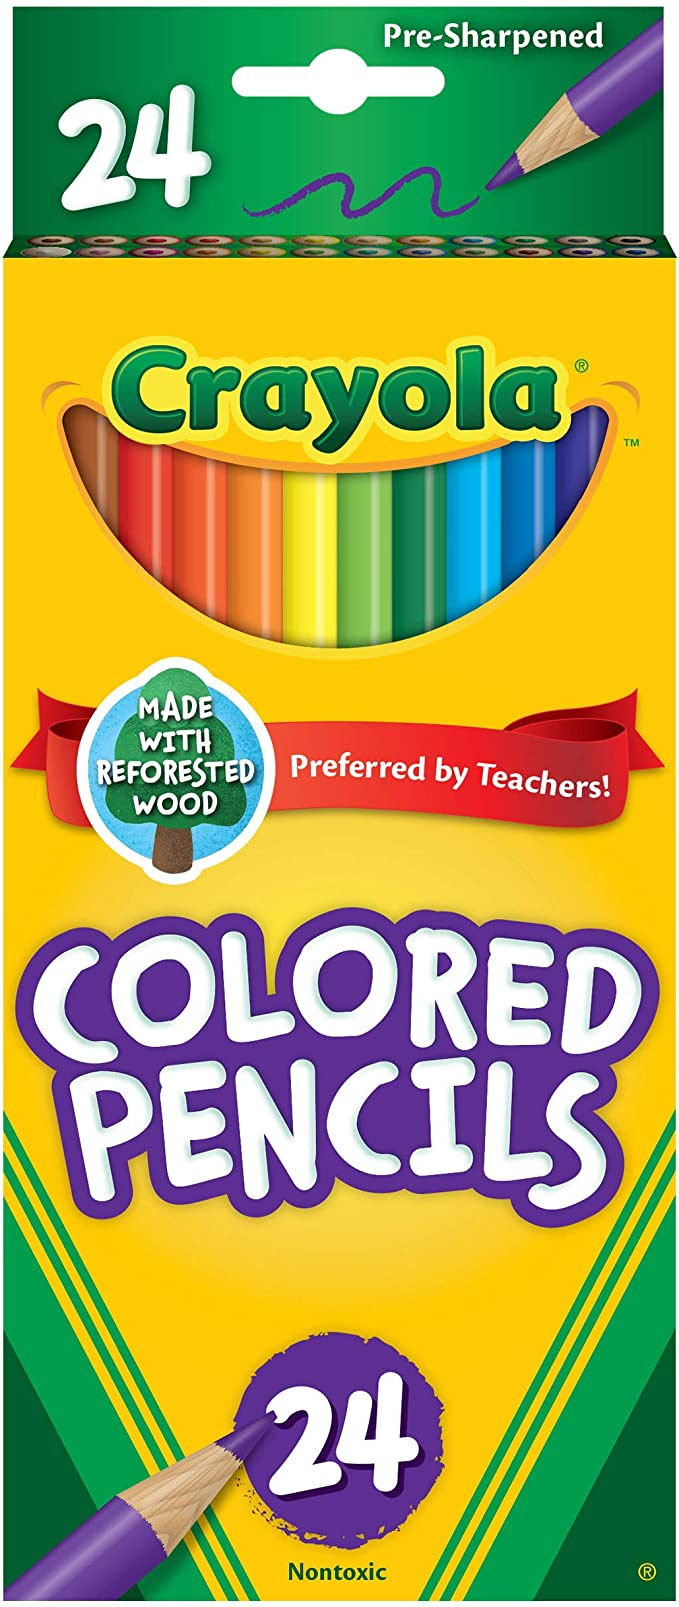 Pre-Sharpened
24
Crayola®
™
MADE
WITH
REFORESTED
WOOD
Preferred by Teachers!
COLORED
PENCILS
24
Nontoxic
®